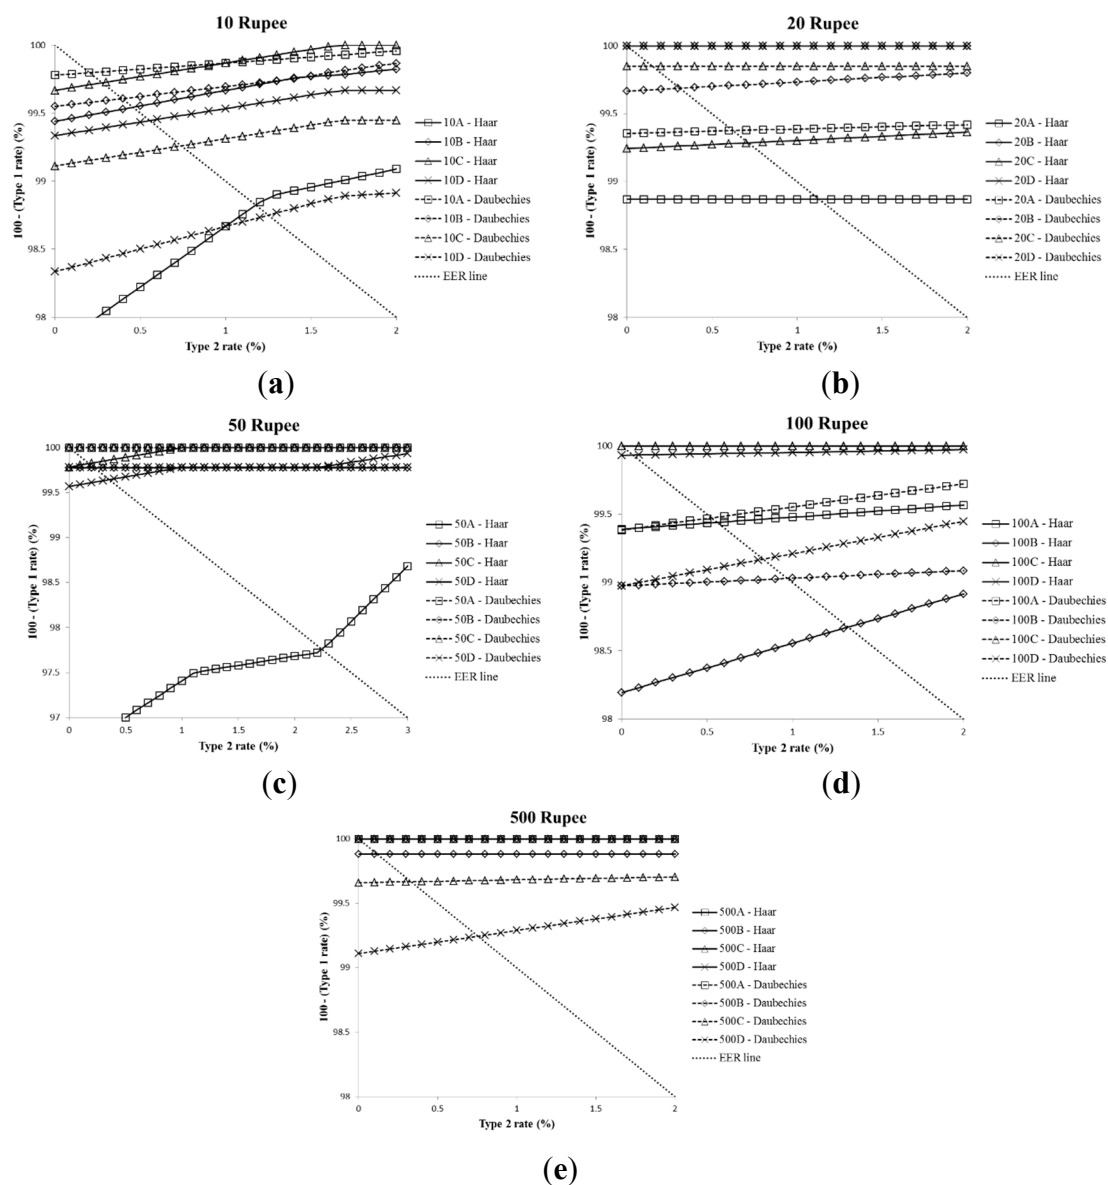 10 Rupee
100 - (Type 1 rate) (%)
100
99.5
99
98.5
98
0 0.5 1 1.5 2
Type 2 rate (%)
10A - Haar
10B - Haar
10C - Haar
10D - Haar
10A - Daubechies
10B - Daubechies
10C - Daubechies
10D - Daubechies
EER line
(a)
20 Rupee
100 - (Type 1 rate) (%)
100
99.5
99
98.5
98
0 0.5 1 1.5 2
Type 2 rate (%)
20A - Haar
20B - Haar
20C - Haar
20D - Haar
20A - Daubechies
20B - Daubechies
20C - Daubechies
20D - Daubechies
EER line
(b)
50 Rupee
100 - (Type 1 rate) (%)
100
99.5
99
98.5
98
97.5
97
0 0.5 1 1.5 2 2.5 3
Type 2 rate (%)
50A - Haar
50B - Haar
50C - Haar
50D - Haar
50A - Daubechies
50B - Daubechies
50C - Daubechies
50D - Daubechies
EER line
(c)
100 Rupee
100 - (Type 1 rate) (%)
100
99.5
99
98.5
98
0 0.5 1 1.5 2
Type 2 rate (%)
100A - Haar
100B - Haar
100C - Haar
100D - Haar
100A - Daubechies
100B - Daubechies
100C - Daubechies
100D - Daubechies
EER line
(d)
500 Rupee
100 - (Type 1 rate) (%)
100
99.5
99
98.5
98
0 0.5 1 1.5 2
Type 2 rate (%)
500A - Haar
500B - Haar
500C - Haar
500D - Haar
500A - Daubechies
500B - Daubechies
500C - Daubechies
500D - Daubechies
EER line
(e)